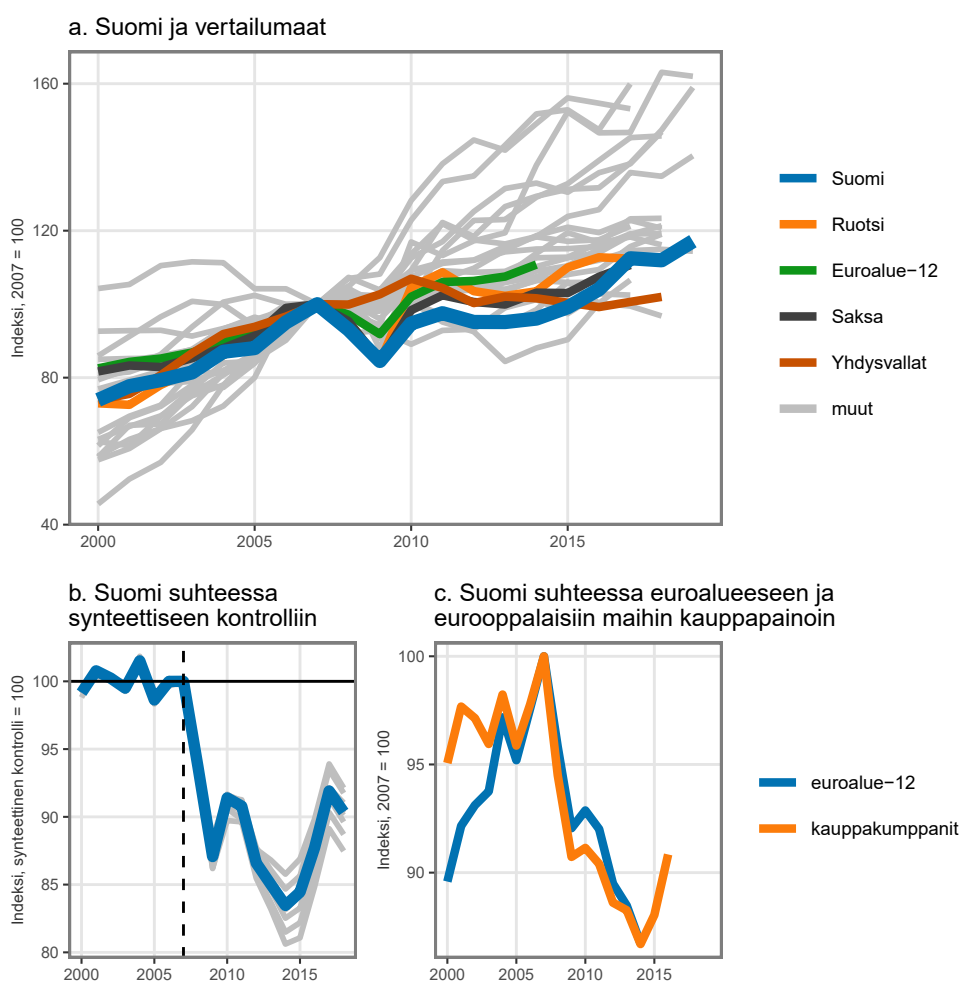 a. Suomi ja vertailumaat
Indeksi, 2007 = 100
160
120
80
40
2000
2005
2010
2015
Suomi
Ruotsi
Euroalue−12
Saksa
Yhdysvallat
muut
b. Suomi suhteessa
synteettiseen kontrolliin
Indeksi, synteettinen kontrolli = 100
100
95
90
85
80
2000
2005
2010
2015
c. Suomi suhteessa euroalueeseen ja
eurooppalaisiin maihin kauppapainoin
Indeksi, 2007 = 100
100
95
90
2000
2005
2010
2015
euroalue−12
kauppakumppanit